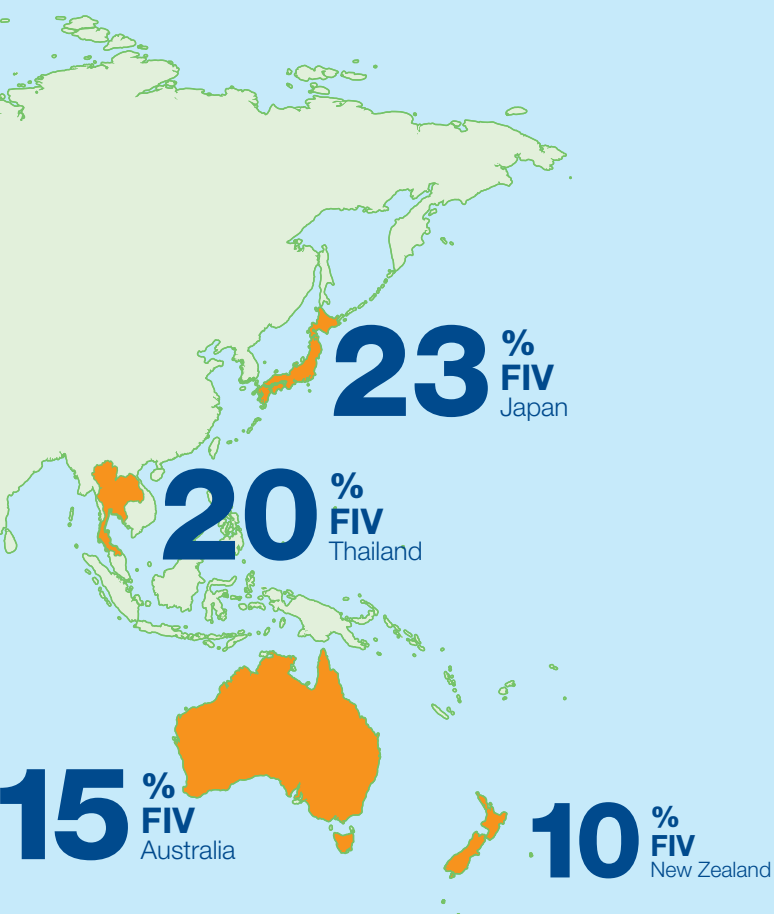 23
%
FIV
Japan
20
%
FIV
Thailand
15
%
FIV
Australia
10
%
FIV
New Zealand